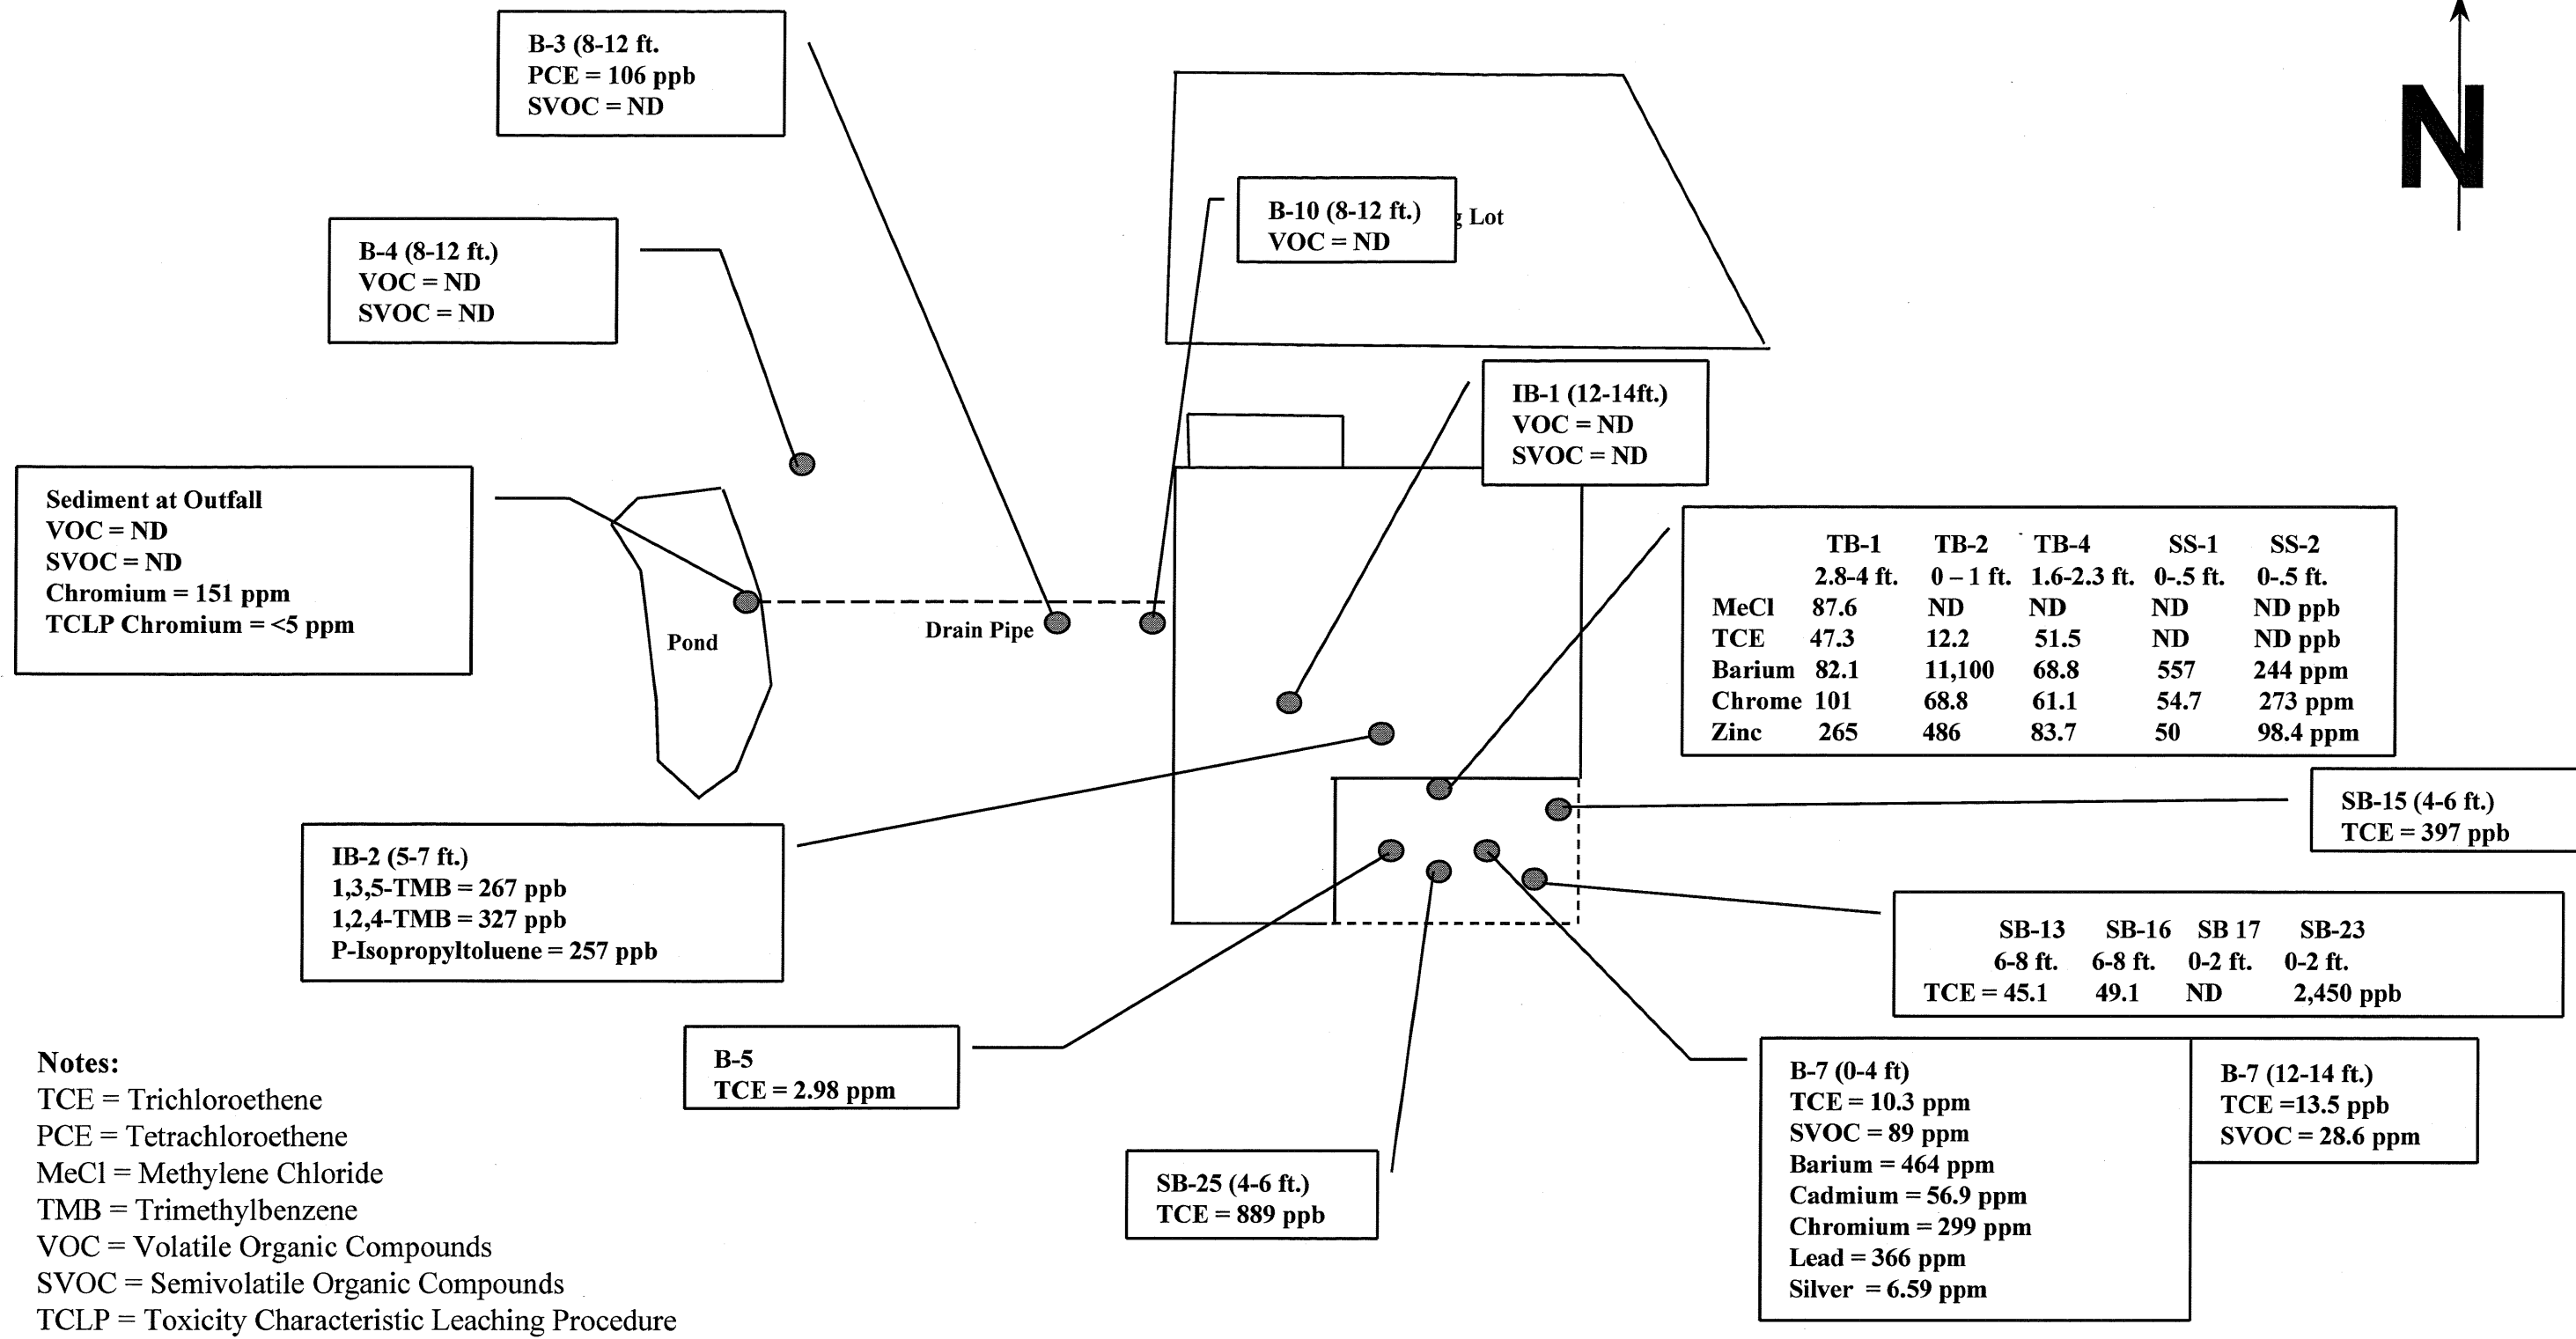 B-3 (8-12 ft.
PCE = 106 ppb
SVOC = ND
N
B-10 (8-12 ft.)
VOC = ND
Lot
B-4 (8-12 ft.)
VOC = ND
SVOC = ND
IB-1 (12-14ft.)
VOC = ND
SVOC = ND
Sediment at Outfall
VOC = ND
SVOC = ND
Chromium = 151 ppm
TCLP Chromium = <5 ppm
Pond
Drain Pipe
TB-1 TB-2 TB-4 SS-1 SS-2
2.8-4 ft. 0 – 1 ft. 1.6-2.3 ft. 0-.5 ft. 0-.5 ft.
MeCl 87.6 ND ND ND ND ppb
TCE 47.3 12.2 51.5 ND ND ppb
Barium 82.1 11,100 68.8 557 244 ppm
Chrome 101 68.8 61.1 54.7 273 ppm
Zinc 265 486 83.7 50 98.4 ppm
SB-15 (4-6 ft.)
TCE = 397 ppb
IB-2 (5-7 ft.)
1,3,5-TMB = 267 ppb
1,2,4-TMB = 327 ppb
P-Isopropyltoluene = 257 ppb
SB-13 SB-16 SB 17 SB-23
6-8 ft. 6-8 ft. 0-2 ft. 0-2 ft.
TCE = 45.1 49.1 ND 2,450 ppb
B-5
TCE = 2.98 ppm
SB-25 (4-6 ft.)
TCE = 889 ppb
B-7 (0-4 ft)
TCE = 10.3 ppm
SVOC = 89 ppm
Barium = 464 ppm
Cadmium = 56.9 ppm
Chromium = 299 ppm
Lead = 366 ppm
Silver = 6.59 ppm
B-7 (12-14 ft.)
TCE =13.5 ppb
SVOC = 28.6 ppm
Notes:
TCE = Trichloroethene
PCE = Tetrachloroethene
MeCl = Methylene Chloride
TMB = Trimethylbenzene
VOC = Volatile Organic Compounds
SVOC = Semivolatile Organic Compounds
TCLP = Toxicity Characteristic Leaching Procedure